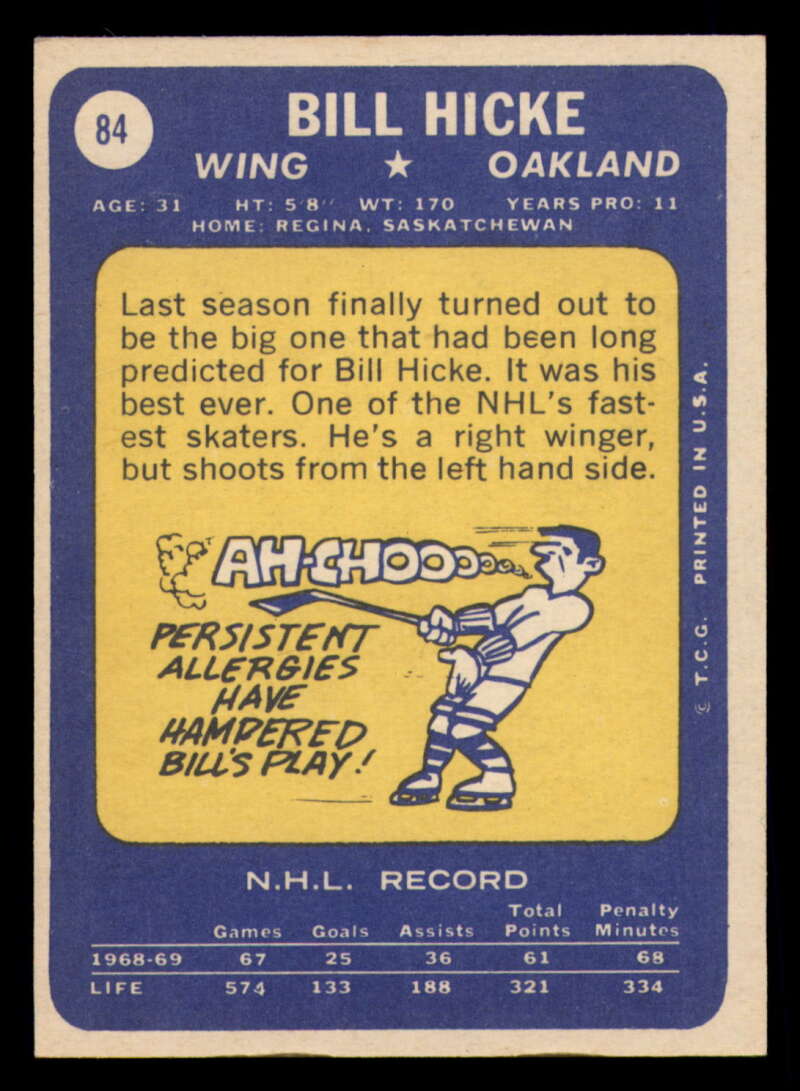 84
BILL HICKE
WING ★ OAKLAND
AGE: 31 HT: 5'8'' WT: 170 YEARS PRO: 11
HOME: REGINA, SASKATCHEWAN
Last season finally turned out to
be the big one that had been long
predicted for Bill Hicke. It was his
best ever. One of the NHL's fast-
est skaters. He's a right winger,
but shoots from the left hand side.
AH-CHOOOOOOOO
PERSISTENT
ALLERGIES
HAVE
HAMPERED
BILL'S PLAY!
© T.C.G. PRINTED IN U.S.A.
N.H.L. RECORD
Total Penalty
Games Goals Assists Points Minutes
1968-69 67 25 36 61 68
LIFE 574 133 188 321 334